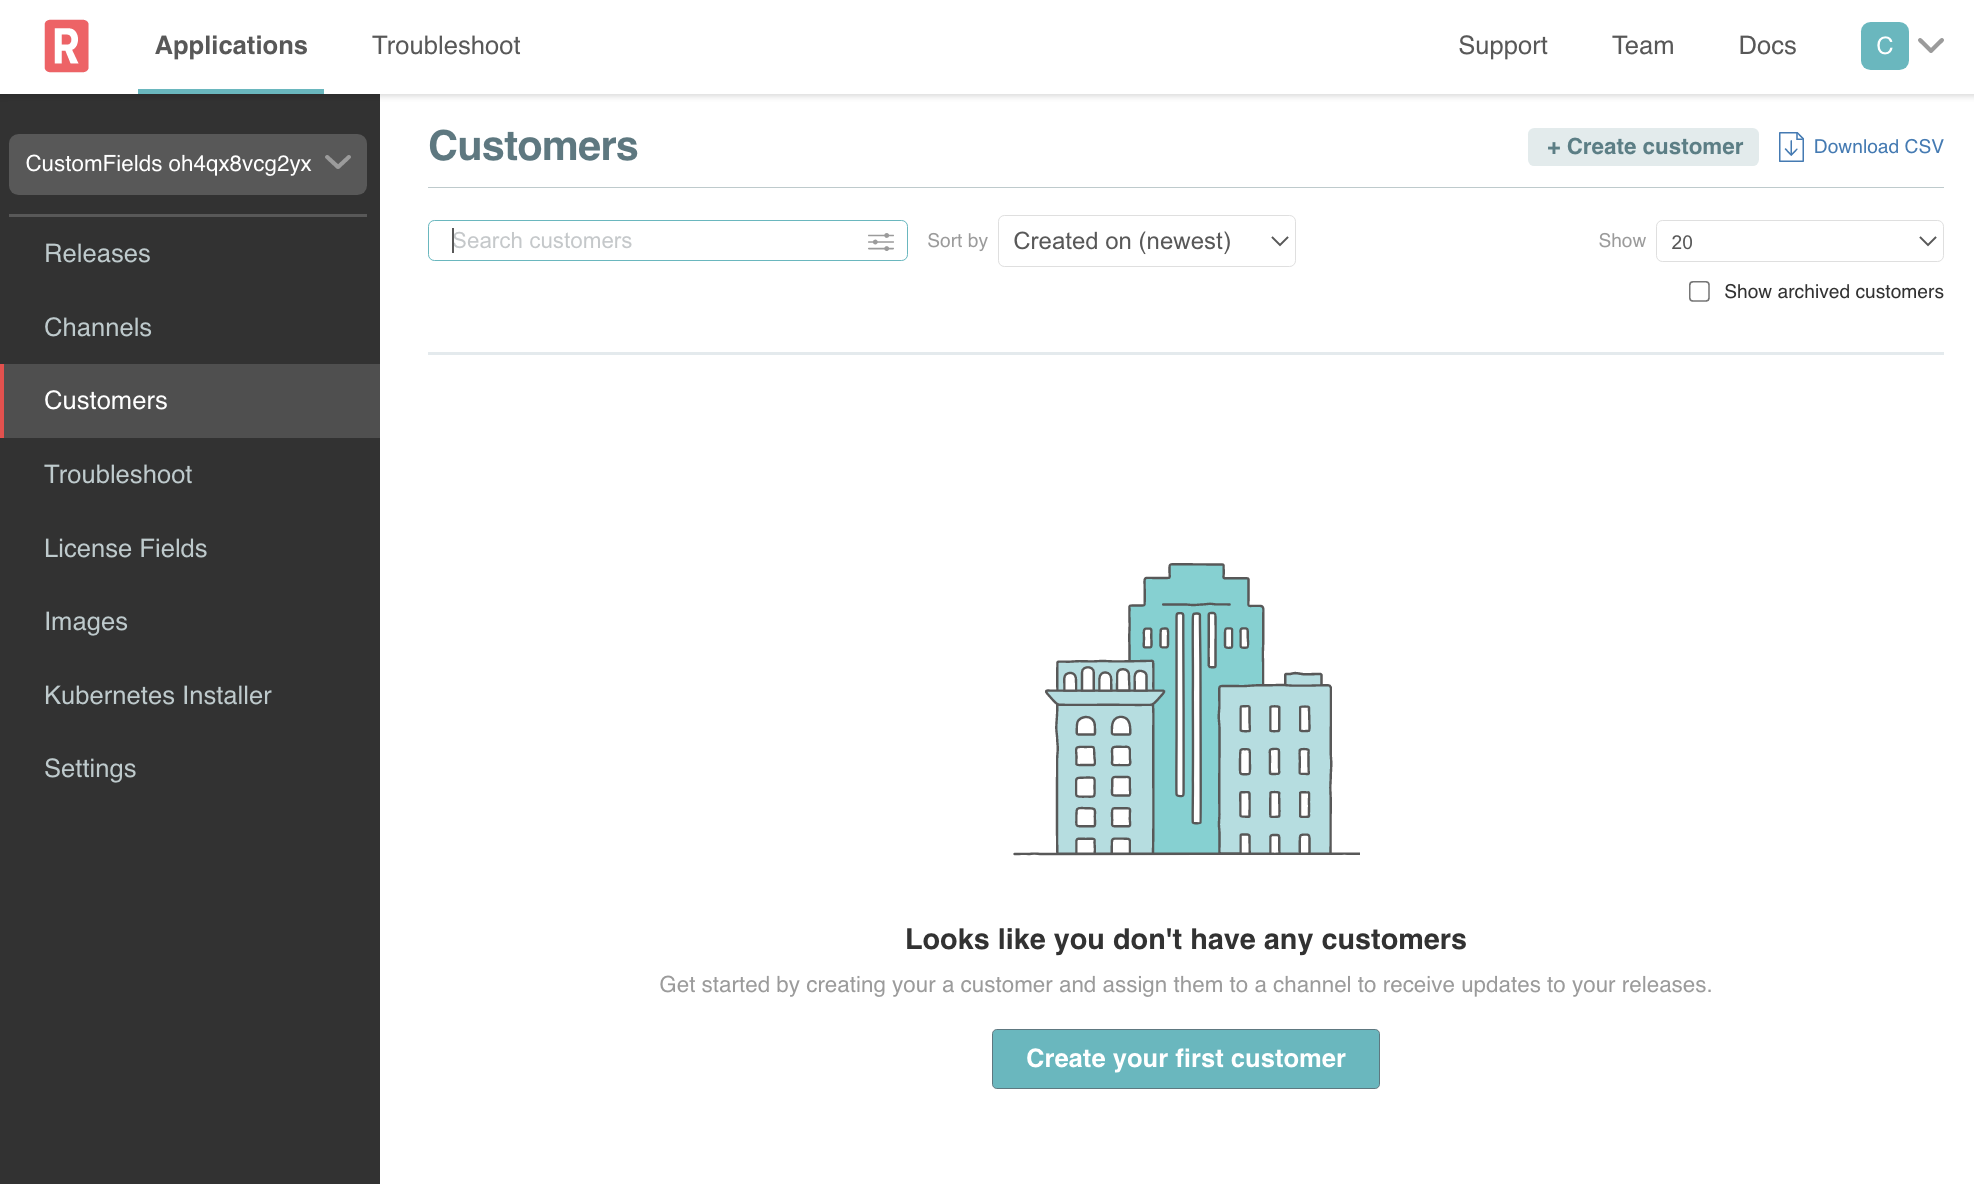 R
Applications
Troubleshoot
Support
Team
Docs
C
CustomFields oh4qx8vcg2yx
Releases
Channels
Customers
Troubleshoot
License Fields
Images
Kubernetes Installer
Settings
Customers
+ Create customer
Download CSV
Search customers
Sort by
Created on (newest)
Show
20
Show archived customers
Looks like you don't have any customers
Get started by creating your a customer and assign them to a channel to receive updates to your releases.
Create your first customer